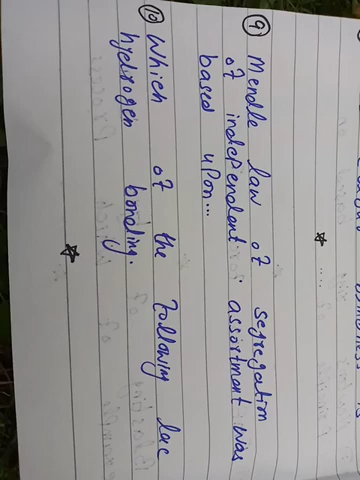 ⑨ Mendle law of segregation
of independent assortment was
based upon...
⑩ Which of the following lac
hydrogen bonding.